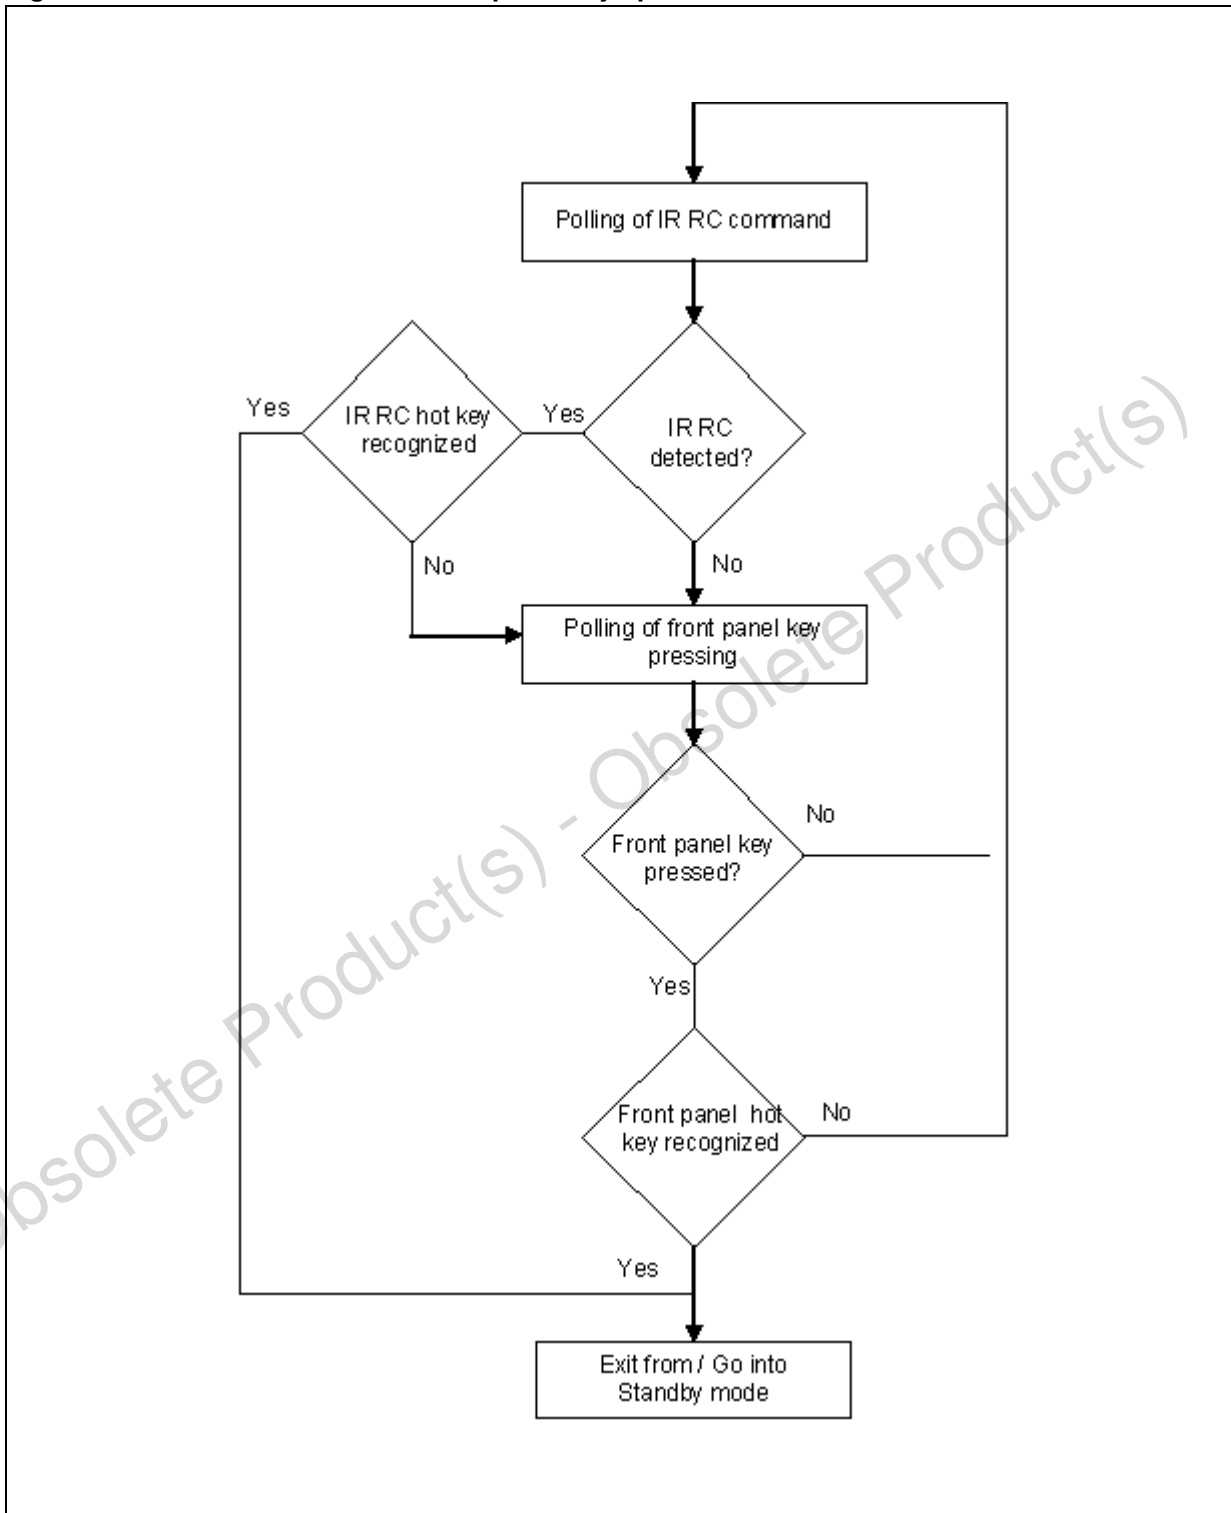 Polling of IR RC command
Yes
IR RC hot key
recognized
Yes
IR RC
detected?
No
No
Polling of front panel key
pressing
Front panel key
pressed?
No
Yes
Front panel hot
key recognized
No
Yes
Exit from / Go into
Standby mode
Obsolete Product(s) - Obsolete Product(s)